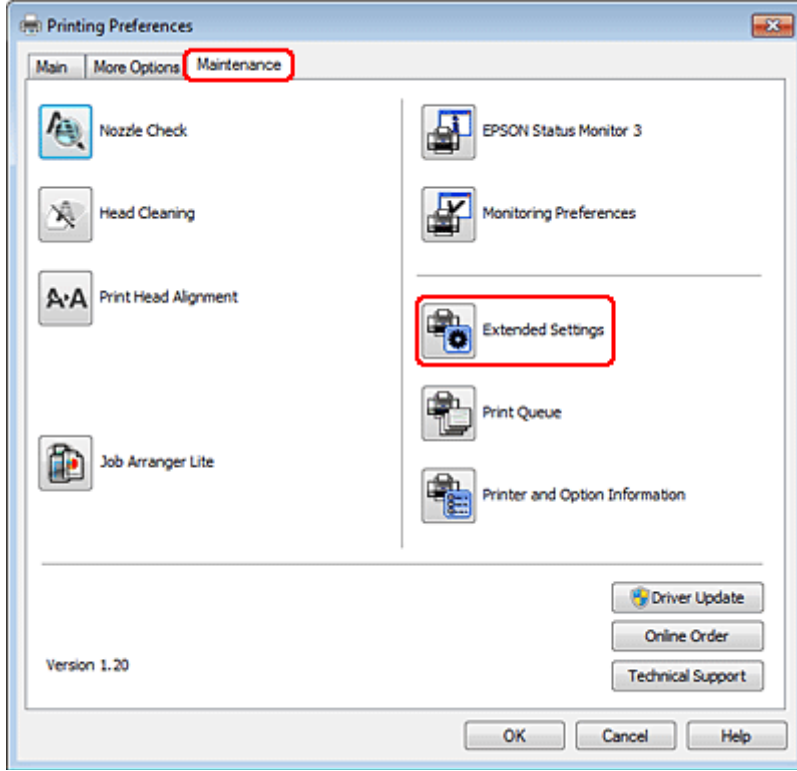 Printing Preferences
Main
More Options
Maintenance
Nozzle Check
Head Cleaning
A·A Print Head Alignment
Job Arranger Lite
EPSON Status Monitor 3
Monitoring Preferences
Extended Settings
Print Queue
Printer and Option Information
Driver Update
Online Order
Version 1.20
Technical Support
OK
Cancel
Help